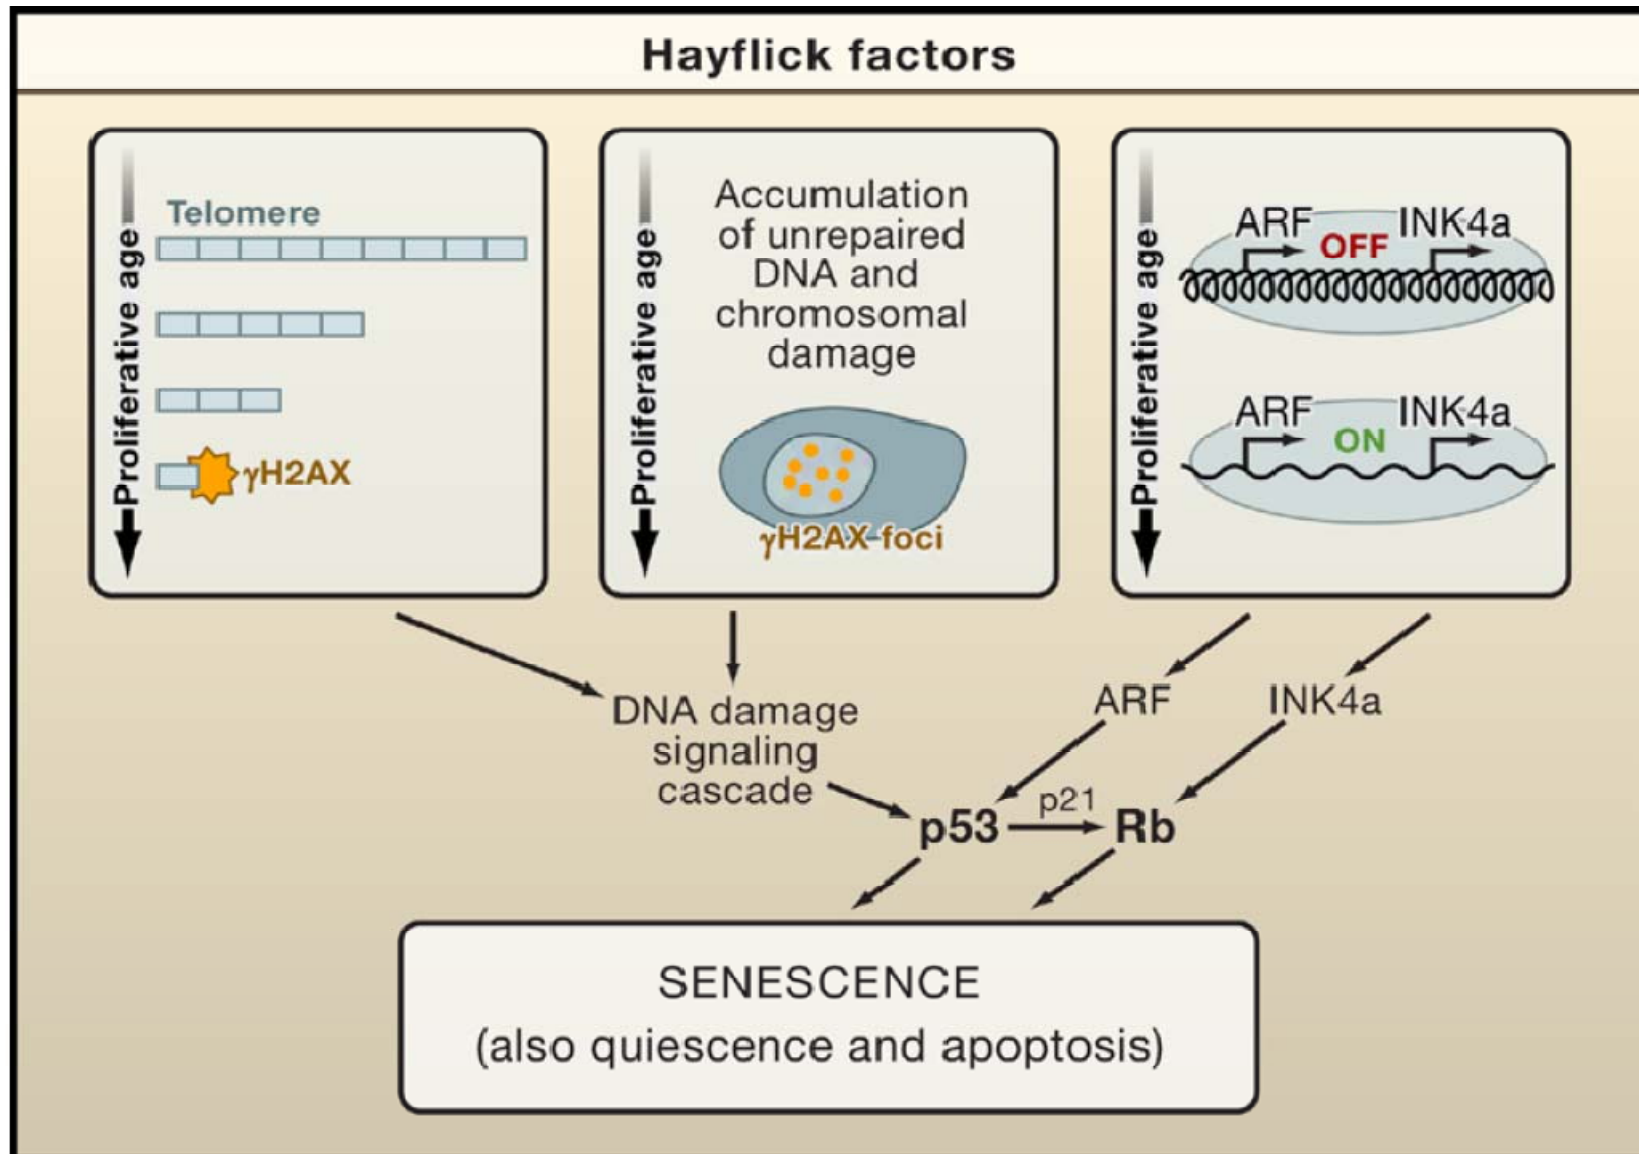 Hayflick factors
Proliferative age
Telomere
γH2AX
Proliferative age
Accumulation
of unrepaired
DNA and
chromosomal
damage
γH2AX foci
Proliferative age
ARF INK4a
OFF
ARF INK4a
ON
DNA damage
signaling
cascade
ARF
INK4a
p53
p21
Rb
SENESCENCE
(also quiescence and apoptosis)